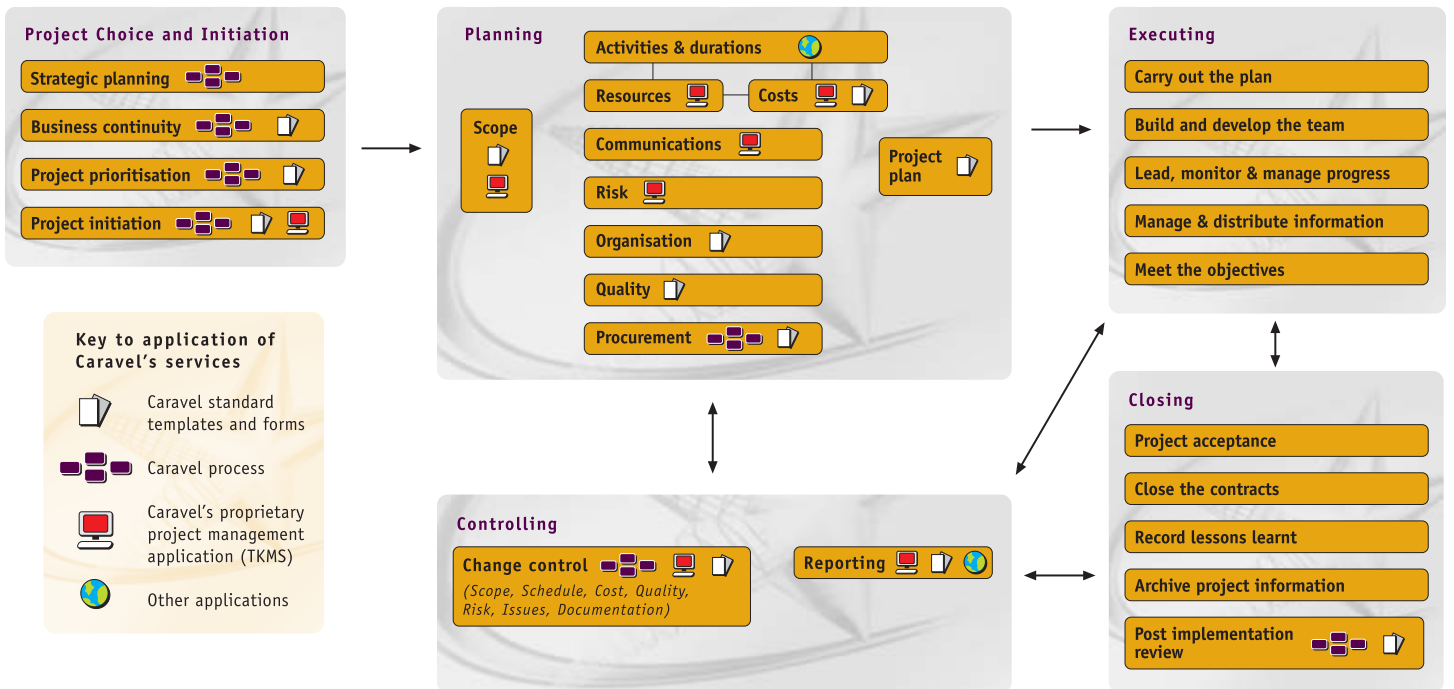 Project Choice and Initiation
Strategic planning
Business continuity
Project prioritisation
Project initiation
Key to application of
Caravel's services
Caravel standard
templates and forms
Caravel process
Caravel's proprietary
project management
application (TKMS)
Other applications
Planning
Scope
Activities & durations
Resources
Costs
Communications
Risk
Organisation
Quality
Procurement
Project
plan
Controlling
Change control
(Scope, Schedule, Cost, Quality,
Risk, Issues, Documentation)
Reporting
Executing
Carry out the plan
Build and develop the team
Lead, monitor & manage progress
Manage & distribute information
Meet the objectives
Closing
Project acceptance
Close the contracts
Record lessons learnt
Archive project information
Post implementation
review